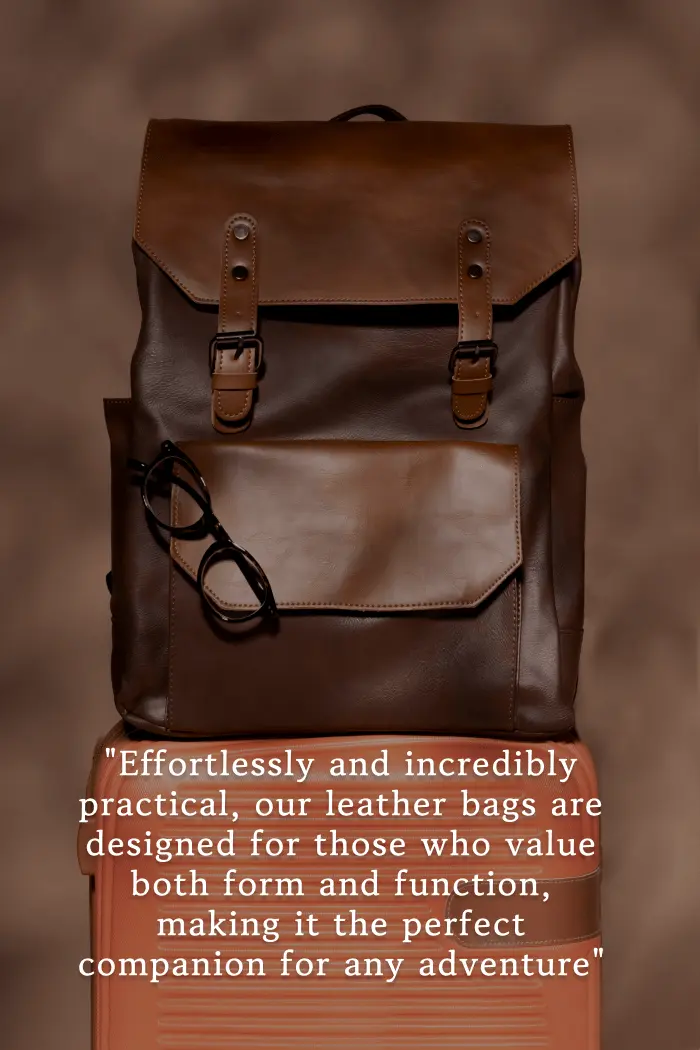 "Effortlessly and incredibly
practical, our leather bags are
designed for those who value
both form and function,
making it the perfect
companion for any adventure"